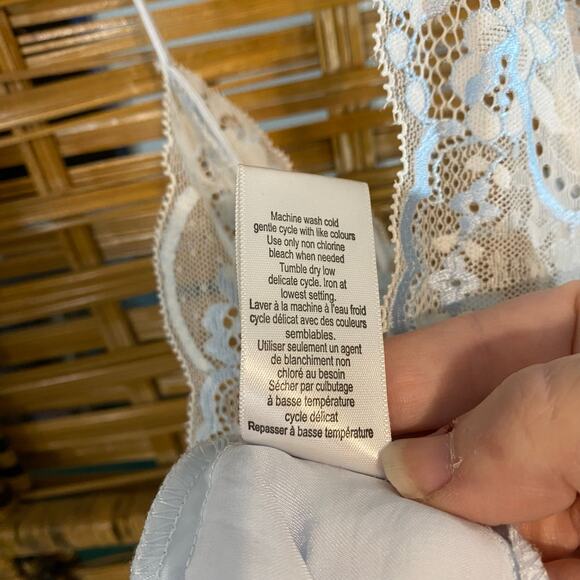 Machine wash cold
gentle cycle with like colours
Use only non chlorine
bleach when needed
Tumble dry low
delicate cycle. Iron at
lowest setting.
Laver à la machine à l'eau froid
cycle délicat avec des couleurs
semblables.
Utiliser seulement un agent
de blanchiment non
chloré au besoin
Sécher par culbutage
à basse température
cycle délicat
Repasser à basse température